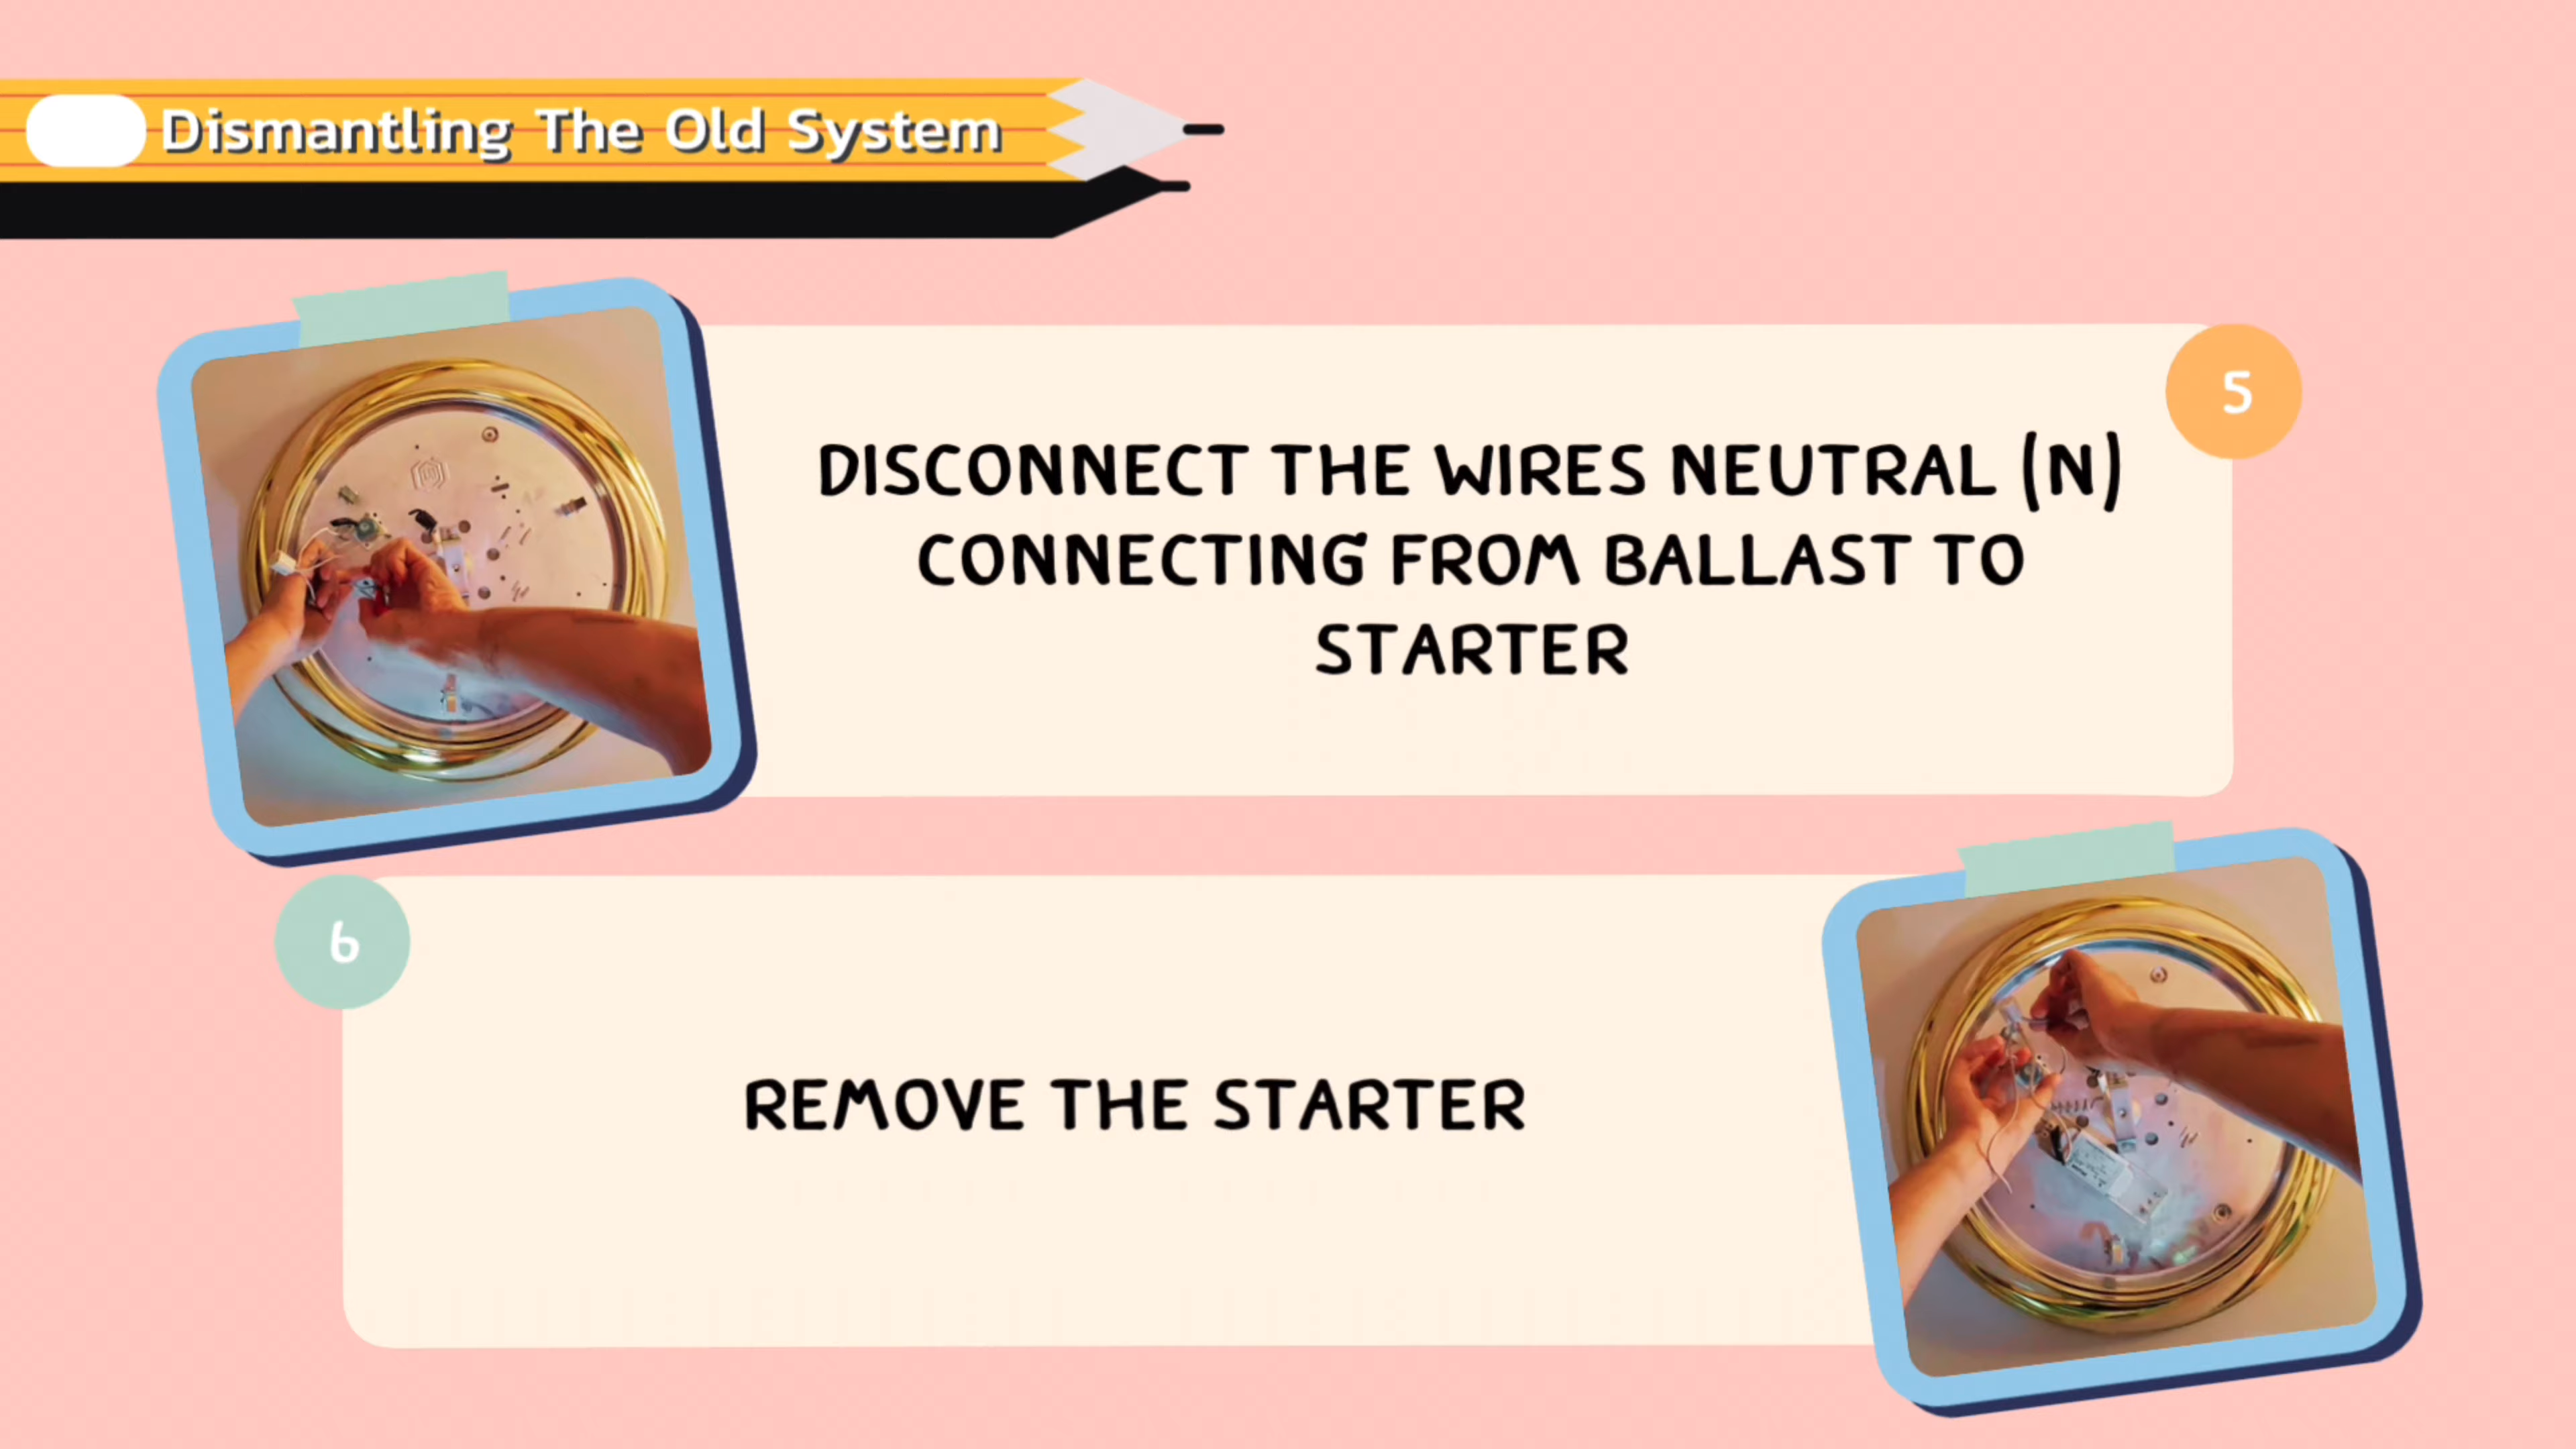 Dismantling The Old System
5
DISCONNECT THE WIRES NEUTRAL (N)
CONNECTING FROM BALLAST TO
STARTER
6
REMOVE THE STARTER